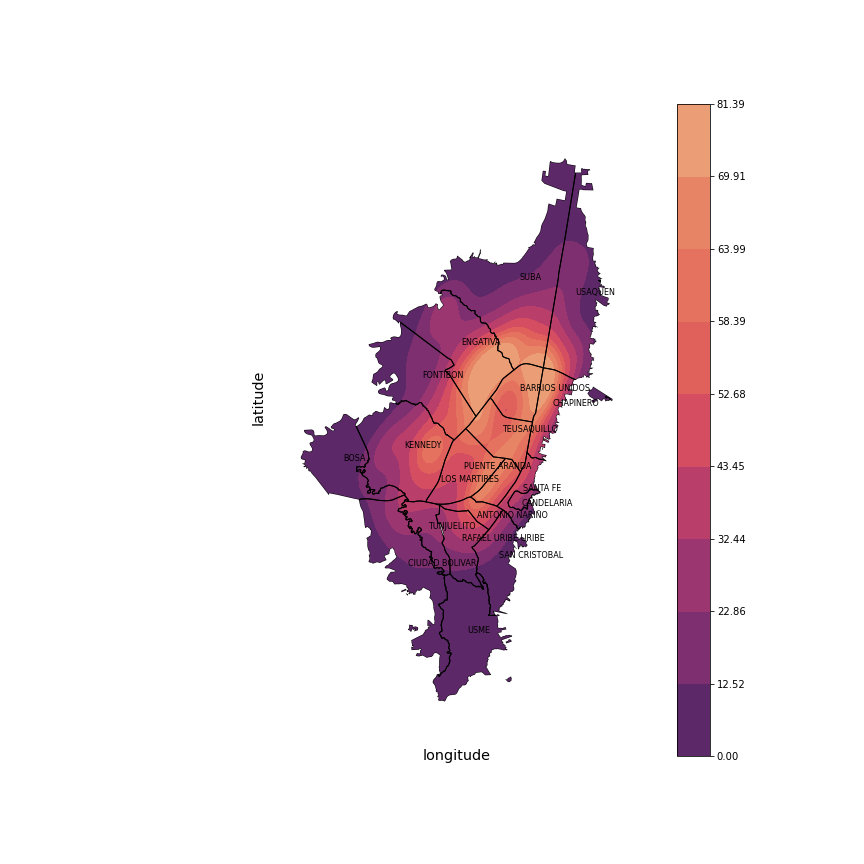 81.39
69.91
63.99
58.39
52.68
43.45
32.44
22.86
12.52
0.00
SUBA
USAQUEN
ENGATIVA
FONTIBON
BARRIOS UNIDOS
CHAPINERO
TEUSAQUILLO
KENNEDY
BOSA
PUENTE ARANDA
LOS MARTIRES
SANTA FE
CANDELARIA
ANTONIO NARIÑO
TUNJUELITO
RAFAEL URIBE URIBE
SAN CRISTOBAL
CIUDAD BOLIVAR
USME
latitude
longitude